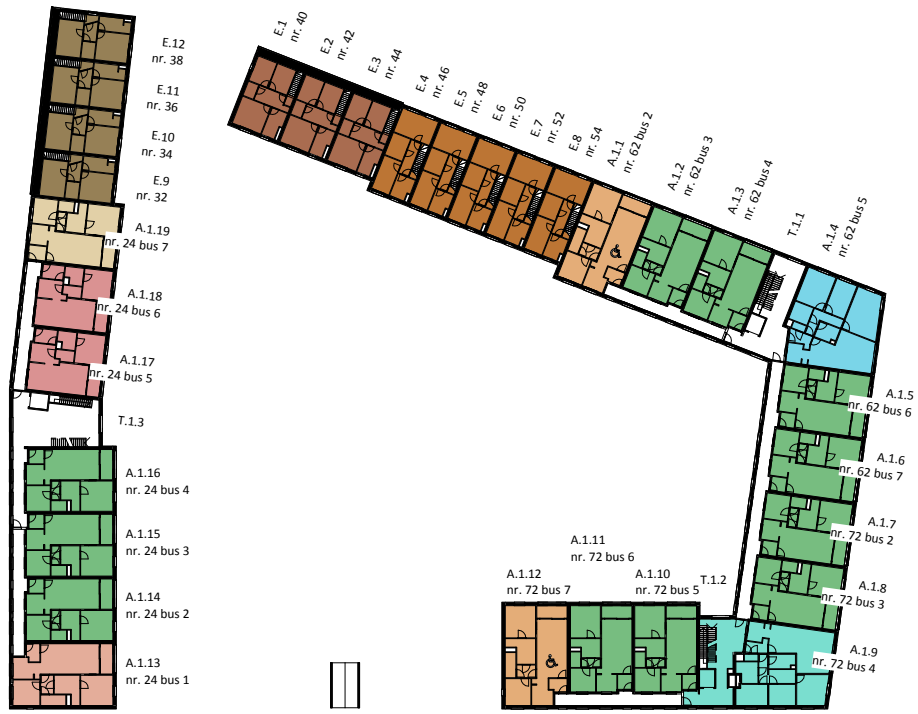 E.12
nr. 38
E.11
nr. 36
E.10
nr. 34
E.9
nr. 32
A.1.19
nr. 24 bus 7
A.1.18
nr. 24 bus 6
A.1.17
nr. 24 bus 5
T.1.3
A.1.16
nr. 24 bus 4
A.1.15
nr. 24 bus 3
A.1.14
nr. 24 bus 2
A.1.13
nr. 24 bus 1
E.1
nr. 40
E.2
nr. 42
E.3
nr. 44
E.4
nr. 46
E.5
nr. 48
E.6
nr. 50
E.7
nr. 52
E.8
nr. 54
A.1.1
nr. 62 bus 2
A.1.2
nr. 62 bus 3
A.1.3
nr. 62 bus 4
T.1.1
A.1.4
nr. 62 bus 5
A.1.5
nr. 62 bus 6
A.1.6
nr. 62 bus 7
A.1.7
nr. 72 bus 2
A.1.8
nr. 72 bus 3
A.1.9
nr. 72 bus 4
T.1.2
A.1.10
nr. 72 bus 5
A.1.11
nr. 72 bus 6
A.1.12
nr. 72 bus 7